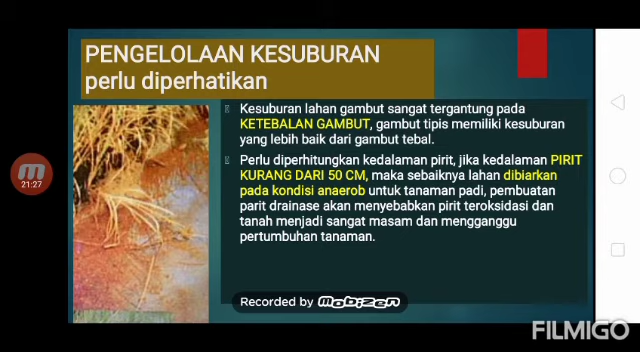 PENGELOLAAN KESUBURAN
perlu diperhatikan
Kesuburan lahan gambut sangat tergantung pada
KETEBALAN GAMBUT, gambut tipis memiliki kesuburan
yang lebih baik dari gambut tebal.
Perlu diperhitungkan kedalaman pirit, jika kedalaman PIRIT
KURANG DARI 50 CM, maka sebaiknya lahan dibiarkan
pada kondisi anaerob untuk tanaman padi, pembuatan
parit drainase akan menyebabkan pirit teroksidasi dan
tanah menjadi sangat masam dan mengganggu
pertumbuhan tanaman.
21:27
Recorded by mobizen
FILMIGO